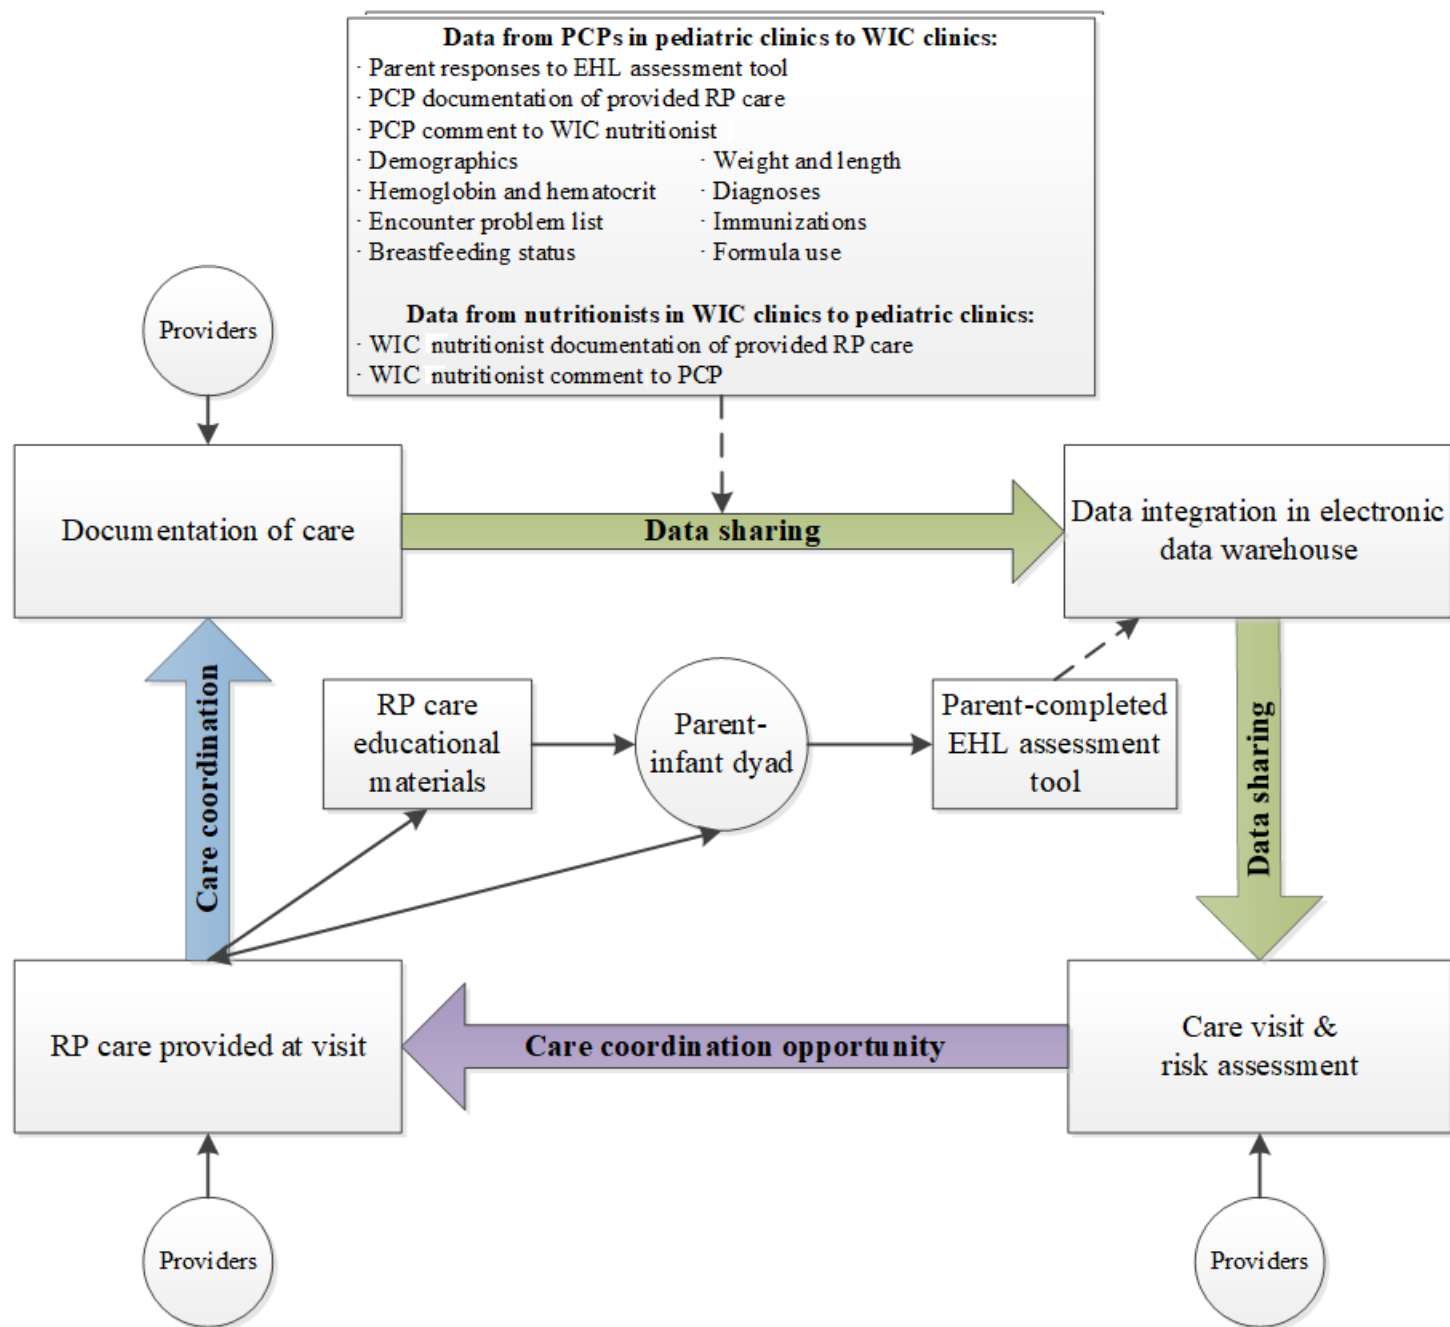 Data from PCPs in pediatric clinics to WIC clinics:
· Parent responses to EHL assessment tool
· PCP documentation of provided RP care
· PCP comment to WIC nutritionist
· Demographics
· Weight and length
· Hemoglobin and hematocrit
· Diagnoses
· Encounter problem list
· Immunizations
· Breastfeeding status
· Formula use
Data from nutritionists in WIC clinics to pediatric clinics:
· WIC nutritionist documentation of provided RP care
· WIC nutritionist comment to PCP
Providers
Documentation of care
Data sharing
Data integration in electronic
data warehouse
Care coordination
RP care
educational
materials
Parent-
infant dyad
Parent-completed
EHL assessment
tool
Data sharing
RP care provided at visit
Care coordination opportunity
Care visit &
risk assessment
Providers
Providers